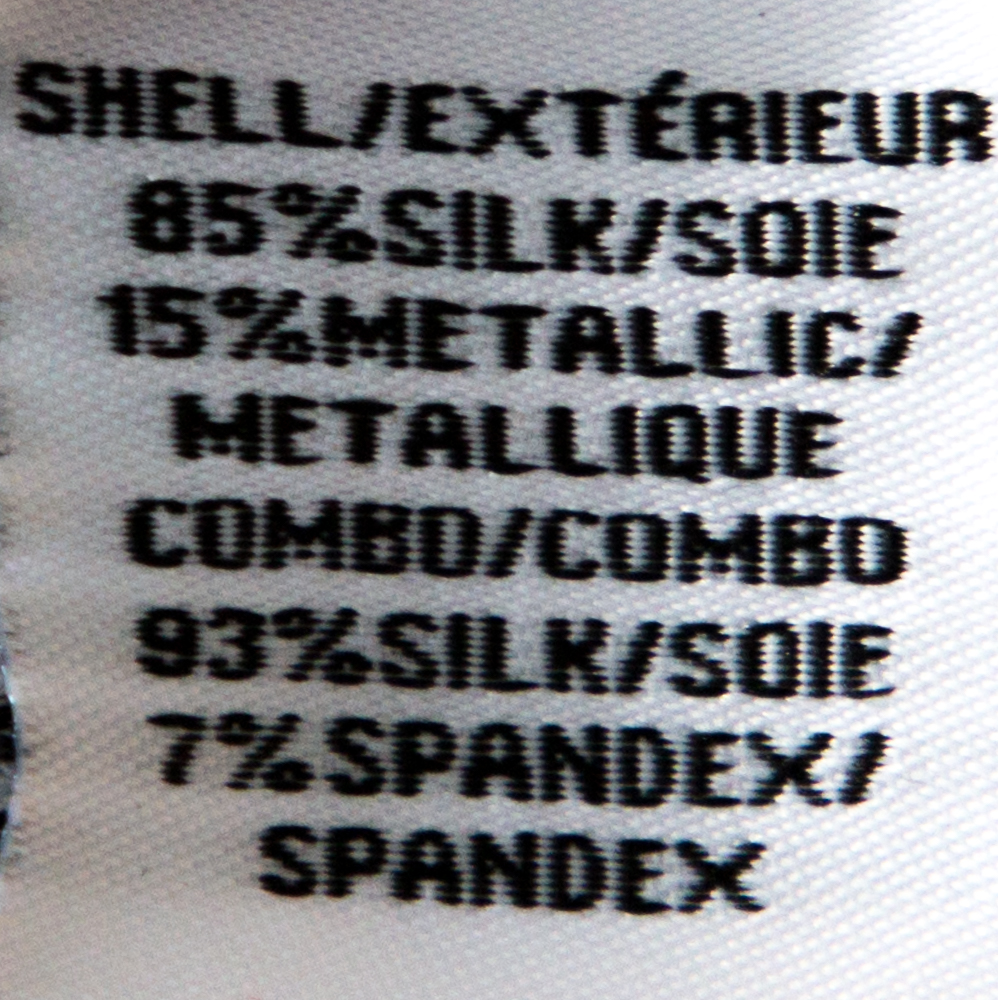 SHELL/EXTÉRIEUR
85%SILK/SOIE
15%METALLIC/
METALLIQUE
COMBO/COMBO
93%SILK/SOIE
7%SPANDEX/
SPANDEX